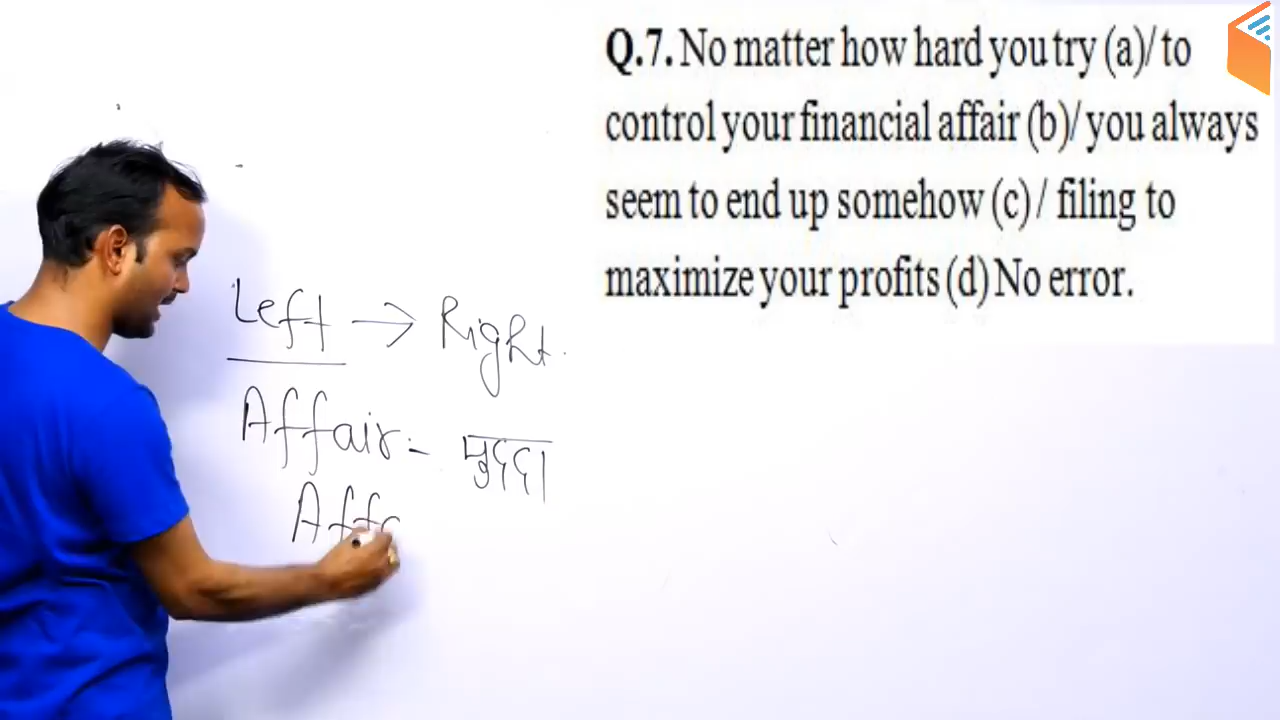 Q.7. No matter how hard you try (a)/ to
control your financial affair (b)/ you always
seem to end up somehow (c)/ filing to
maximize your profits (d) No error.
Left → Right.
Affair - मुद्दा
Affa